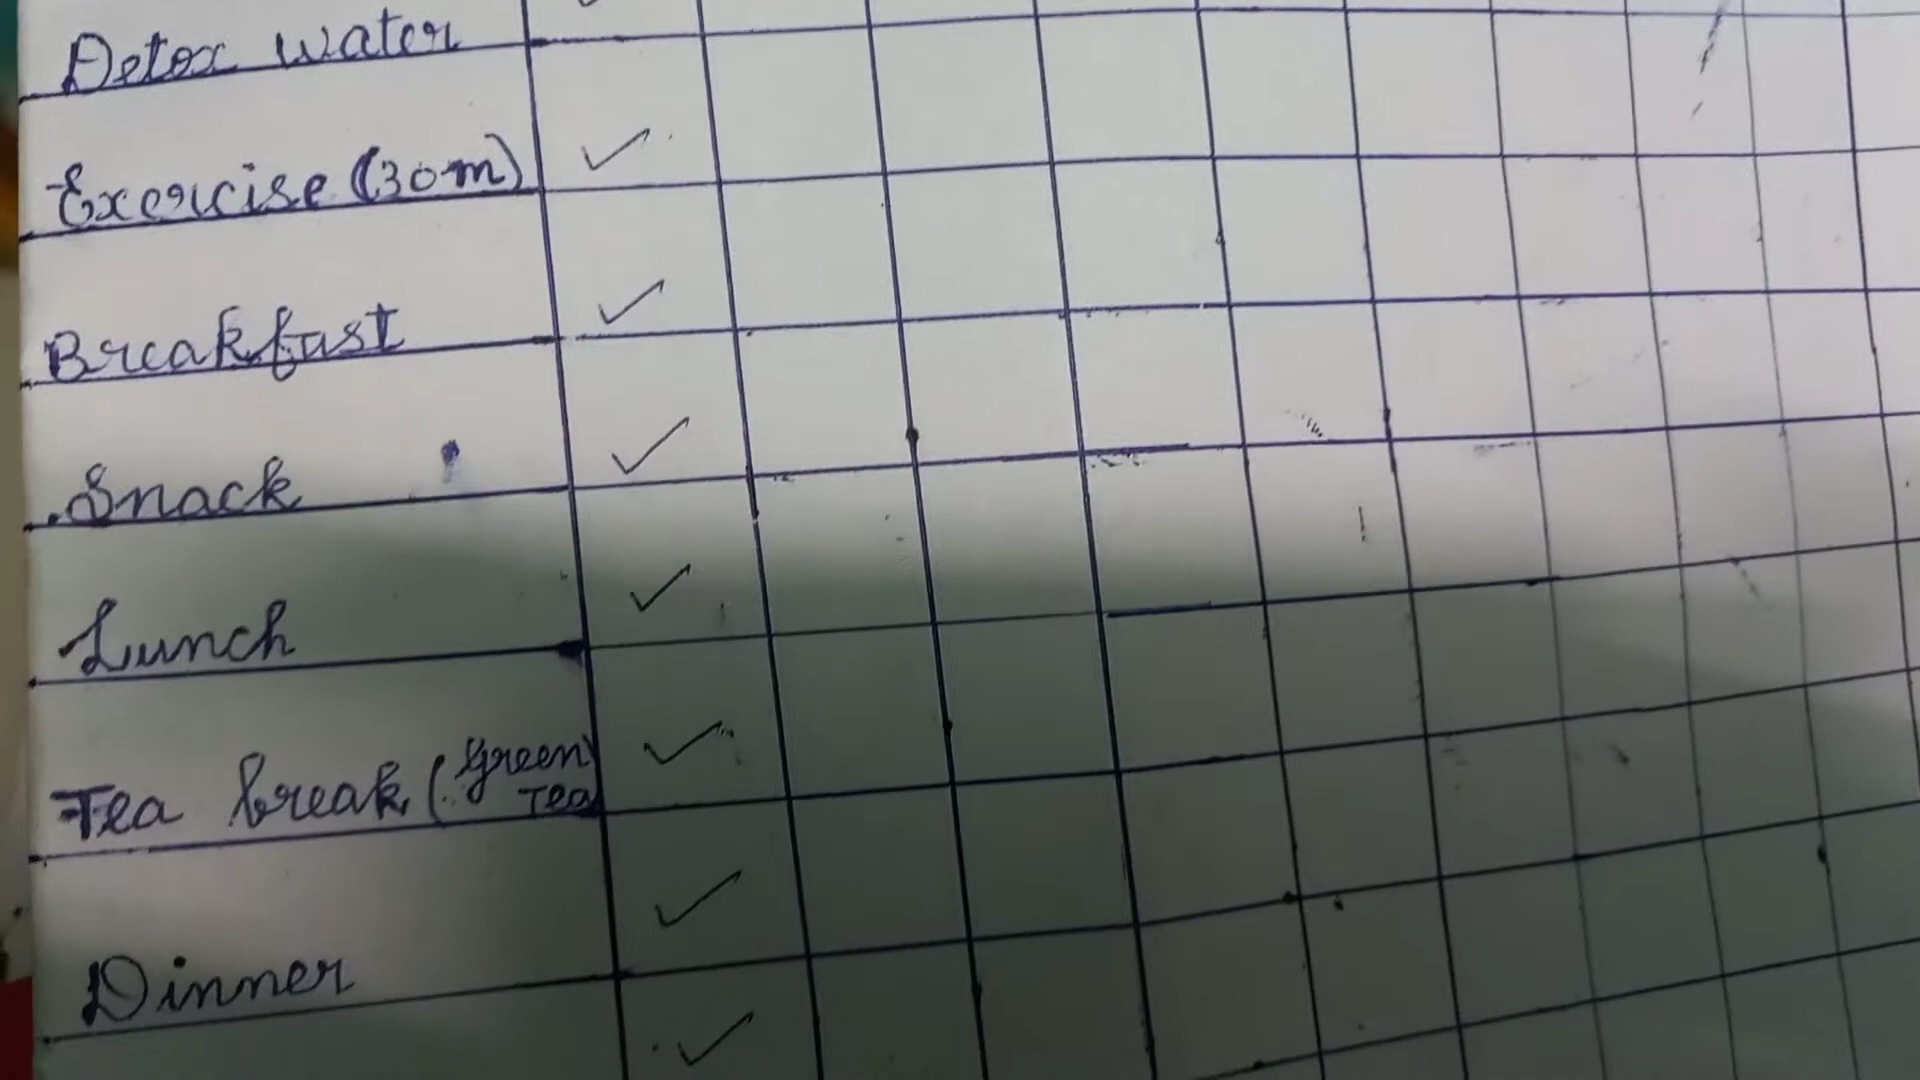 Detox water ✓
Exercise (30m) ✓
Breakfast ✓
Snack ✓
Lunch ✓
Tea break (green
Tea ✓
Dinner ✓
✓